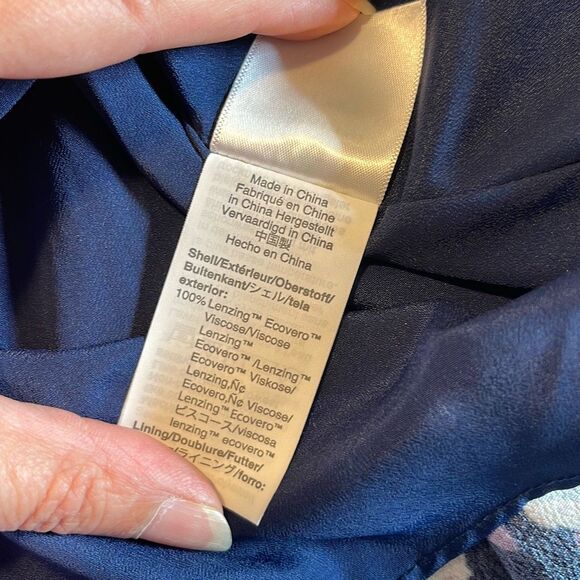 Made in China
Fabriqué en Chine
in China Hergestellt
Vervaardigd in China
中国製
Hecho en China
Shell/Extérieur/Oberstoff/
Buitenkant/シェル/tela
exterior:
100% Lenzing™ Ecovero™
Viscose/Viscose
Lenzing™
Ecovero™ /Lenzing™
Ecovero™ Viskose/
Lenzing‚Ñ¢
Ecovero‚Ñ¢ Viscose/
Lenzing™ Ecovero™
ビスコース/viscosa
lenzing™ ecovero™
Lining/Doublure/Futter/
/ライニング/forro: